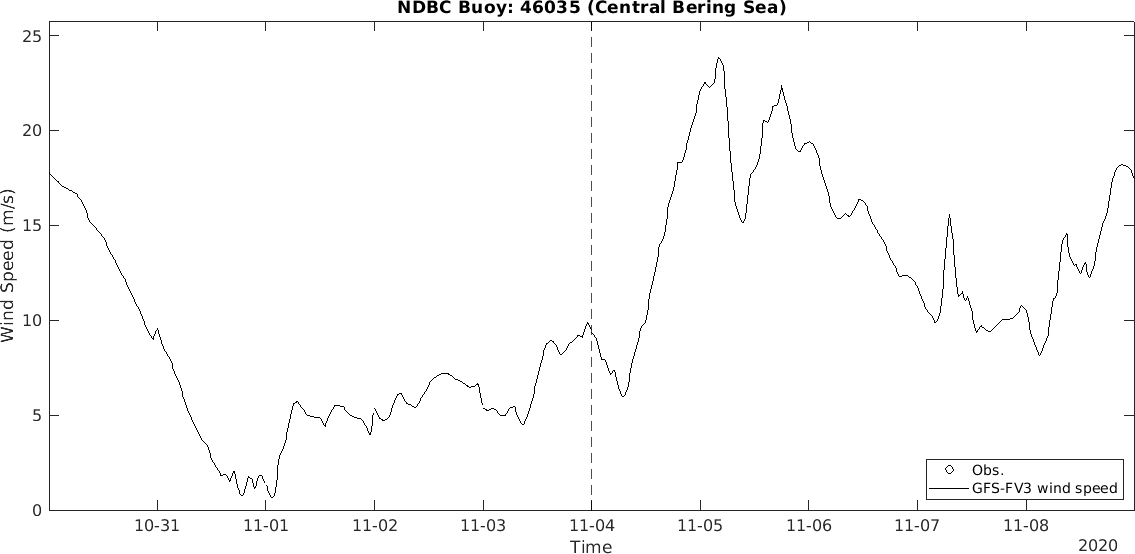 NDBC Buoy: 46035 (Central Bering Sea)
25
20
15
10
5
0
Wind Speed (m/s)
10-31 11-01 11-02 11-03 11-04 11-05 11-06 11-07 11-08
Time
2020
Obs.
GFS-FV3 wind speed